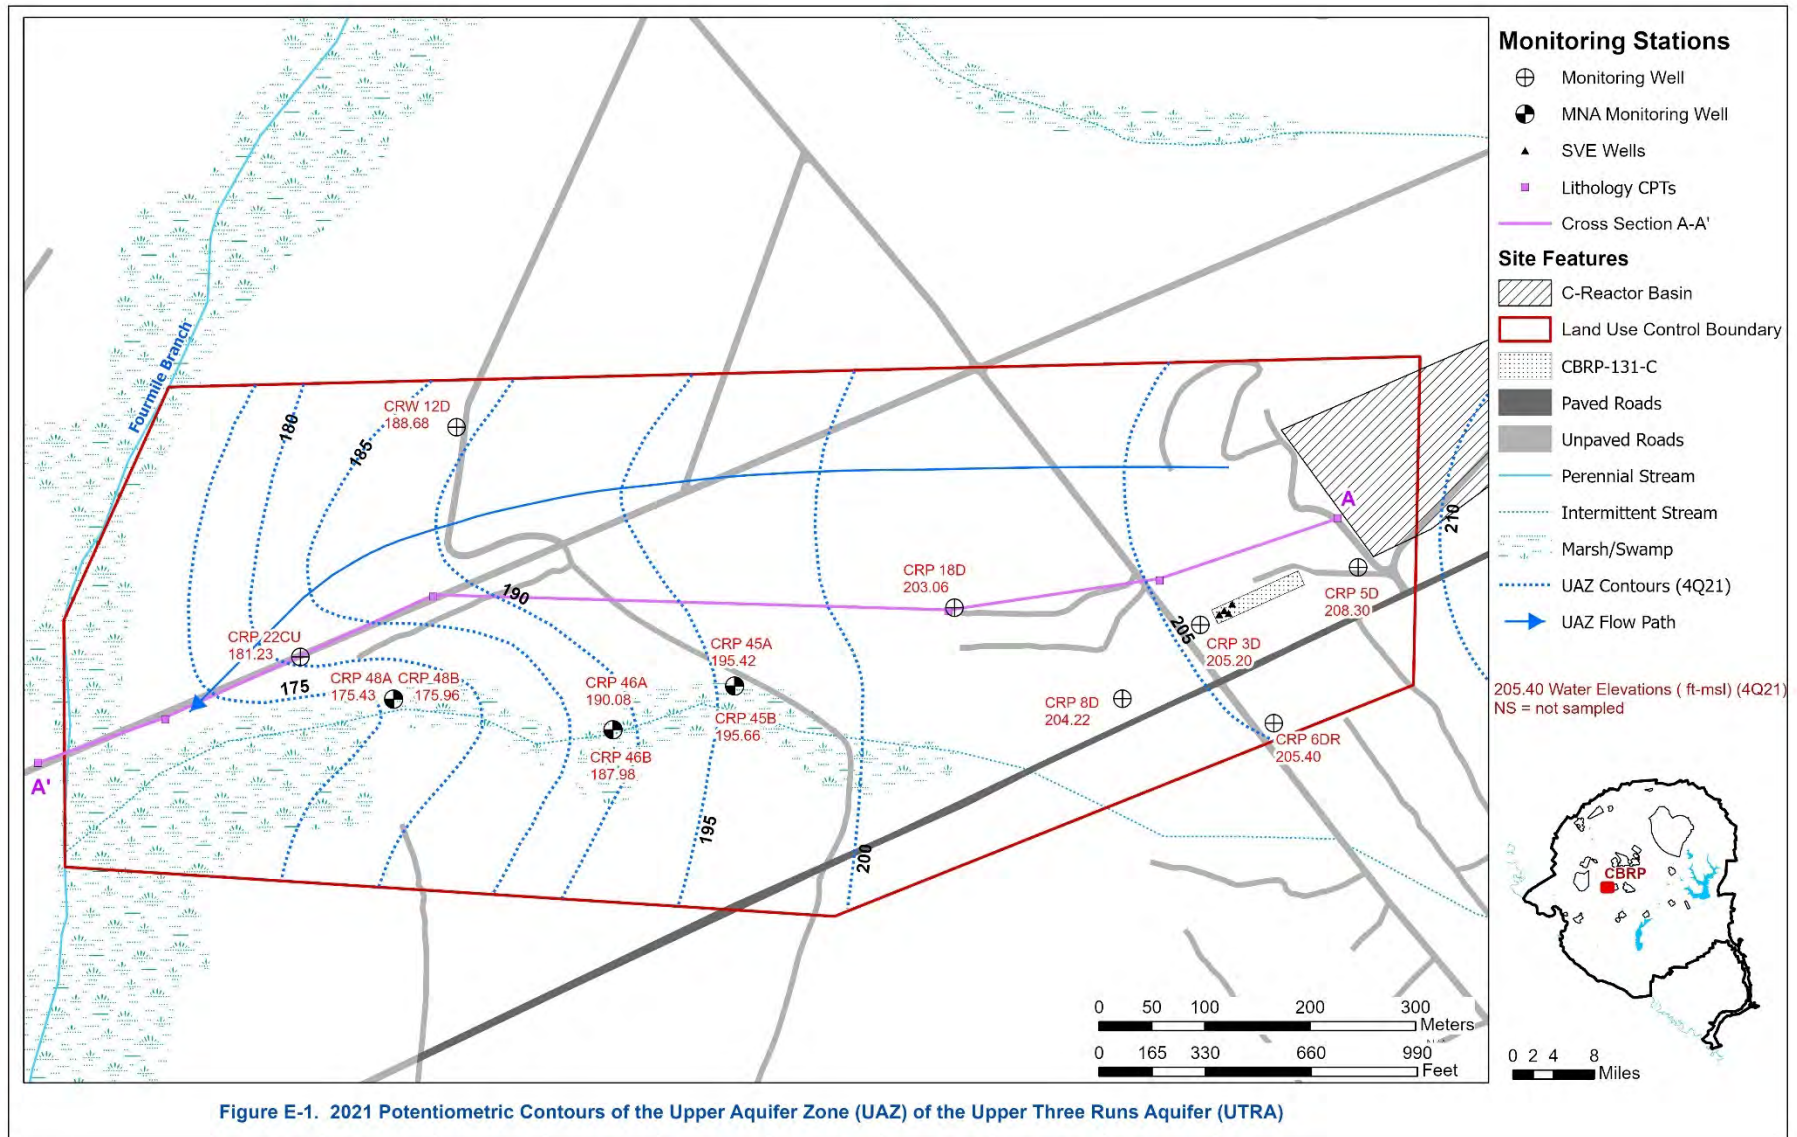 Fourmile Branch
180
185
CRW 12D
188.68
A
210
190
CRP 18D
203.06
CRP 5D
208.30
205
CRP 22CU
181.23
CRP 45A
195.42
CRP 3D
205.20
175
CRP 48A
175.43
CRP 48B
175.96
CRP 46A
190.08
CRP 45B
195.66
CRP 8D
204.22
CRP 46B
187.98
CRP 6DR
205.40
A'
195
200
0 50 100 200 300
Meters
0 165 330 660 990
Feet
Monitoring Stations
Monitoring Well
MNA Monitoring Well
SVE Wells
Lithology CPTs
Cross Section A-A'
Site Features
C-Reactor Basin
Land Use Control Boundary
CBRP-131-C
Paved Roads
Unpaved Roads
Perennial Stream
Intermittent Stream
Marsh/Swamp
UAZ Contours (4Q21)
UAZ Flow Path
205.40 Water Elevations ( ft-msl) (4Q21)
NS = not sampled
CBRP
0 2 4 8
Miles
Figure E-1. 2021 Potentiometric Contours of the Upper Aquifer Zone (UAZ) of the Upper Three Runs Aquifer (UTRA)